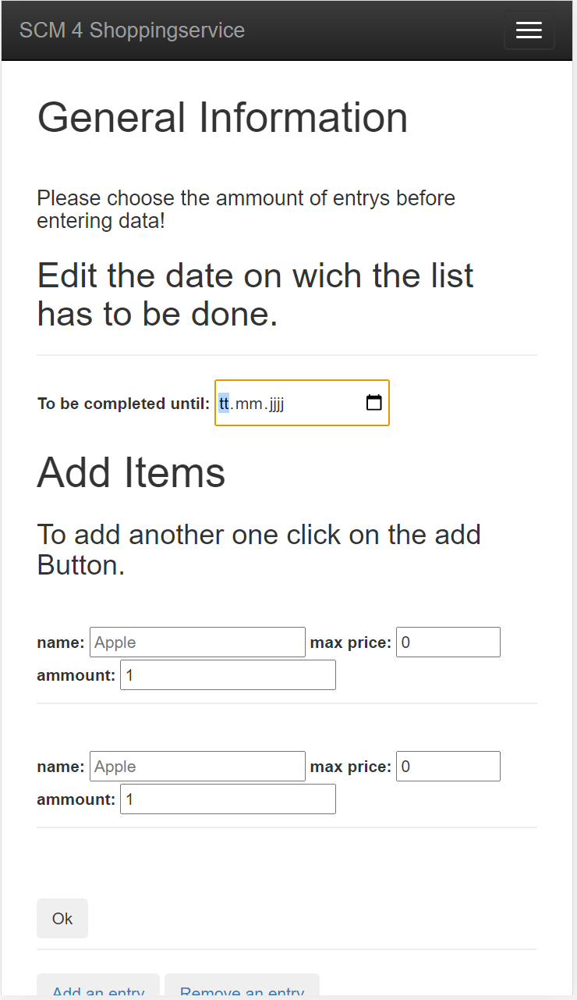 SCM 4 Shoppingservice
General Information
Please choose the ammount of entrys before
entering data!
Edit the date on wich the list
has to be done.
To be completed until: tt.mm.jjjj
Add Items
To add another one click on the add
Button.
name: Apple max price: 0
ammount: 1
name: Apple max price: 0
ammount: 1
Ok
Add an entry Remove an entry